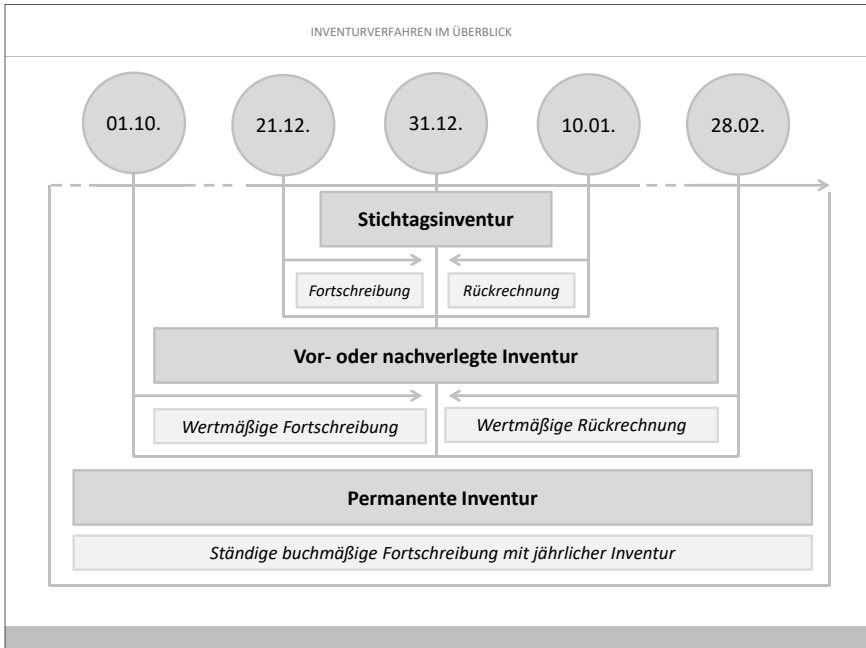 INVENTURVERFAHREN IM ÜBERBLICK
01.10.
21.12.
31.12.
10.01.
28.02.
Stichtagsinventur
Fortschreibung
Rückrechnung
Vor- oder nachverlegte Inventur
Wertmäßige Fortschreibung
Wertmäßige Rückrechnung
Permanente Inventur
Ständige buchmäßige Fortschreibung mit jährlicher Inventur